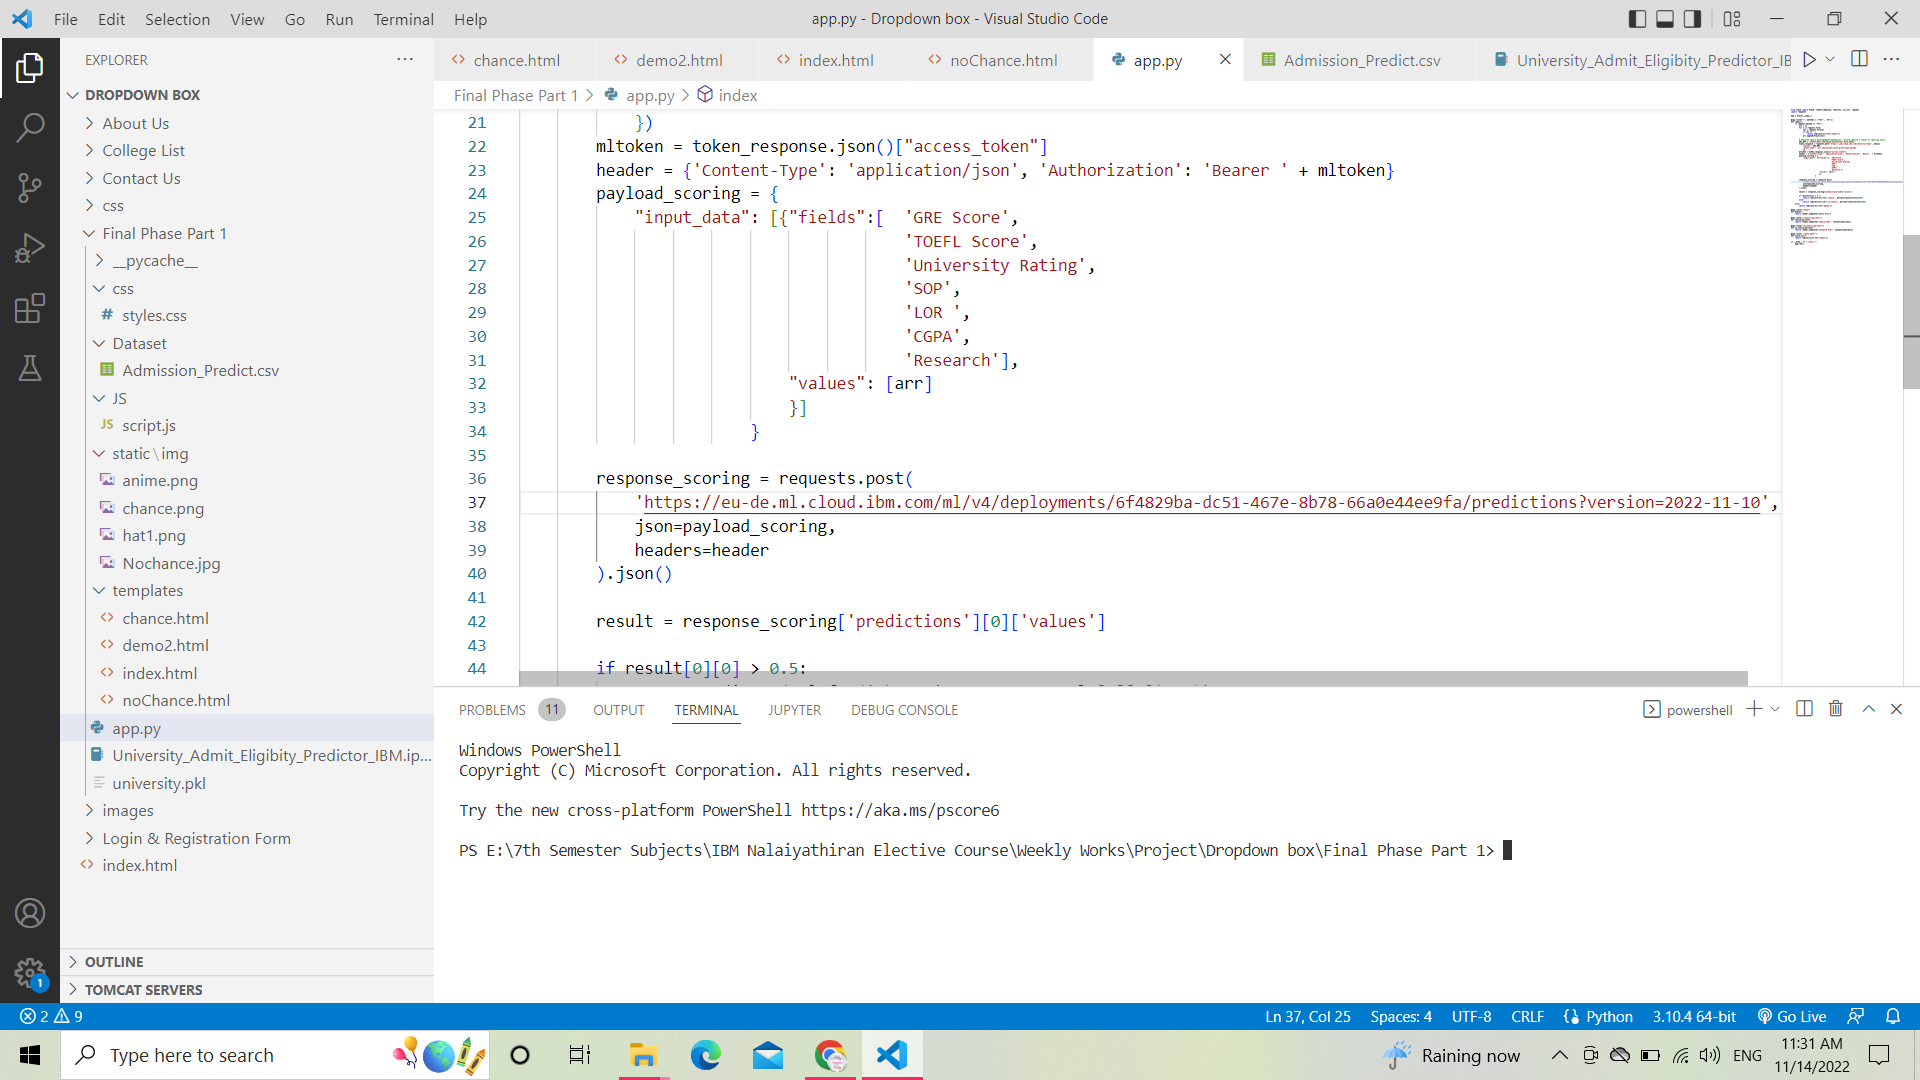 File Edit Selection View Go Run Terminal Help
app.py - Dropdown box - Visual Studio Code
EXPLORER
DROPDOWN BOX
About Us
College List
Contact Us
css
Final Phase Part 1
__pycache__
css
# styles.css
Dataset
Admission_Predict.csv
JS
JS script.js
static\img
anime.png
chance.png
hat1.png
Nochance.jpg
templates
<> chance.html
<> demo2.html
<> index.html
<> noChance.html
app.py
University_Admit_Eligibity_Predictor_IBM.ip...
university.pkl
images
Login & Registration Form
<> index.html
OUTLINE
TOMCAT SERVERS
<> chance.html <> demo2.html <> index.html <> noChance.html app.py Admission_Predict.csv University_Admit_Eligibity_Predictor_IB
Final Phase Part 1 > app.py > index
21 })
22 mltoken = token_response.json()["access_token"]
23 header = {'Content-Type': 'application/json', 'Authorization': 'Bearer ' + mltoken}
24 payload_scoring = {
25 "input_data": [{"fields":[ 'GRE Score',
26 'TOEFL Score',
27 'University Rating',
28 'SOP',
29 'LOR ',
30 'CGPA',
31 'Research'],
32 "values": [arr]
33 }]
34 }
35
36 response_scoring = requests.post(
37 'https://eu-de.ml.cloud.ibm.com/ml/v4/deployments/6f4829ba-dc51-467e-8b78-66a0e44ee9fa/predictions?version=2022-11-10',
38 json=payload_scoring,
39 headers=header
40 ).json()
41
42 result = response_scoring['predictions'][0]['values']
43
44 if result[0][0] > 0.5:
PROBLEMS 11 OUTPUT TERMINAL JUPYTER DEBUG CONSOLE
powershell
Windows PowerShell
Copyright (C) Microsoft Corporation. All rights reserved.
Try the new cross-platform PowerShell https://aka.ms/pscore6
PS E:\7th Semester Subjects\IBM Nalaiyathiran Elective Course\Weekly Works\Project\Dropdown box\Final Phase Part 1>
1
2 9
Ln 37, Col 25 Spaces: 4 UTF-8 CRLF Python 3.10.4 64-bit Go Live
Type here to search
Raining now
ENG
11:31 AM
11/14/2022